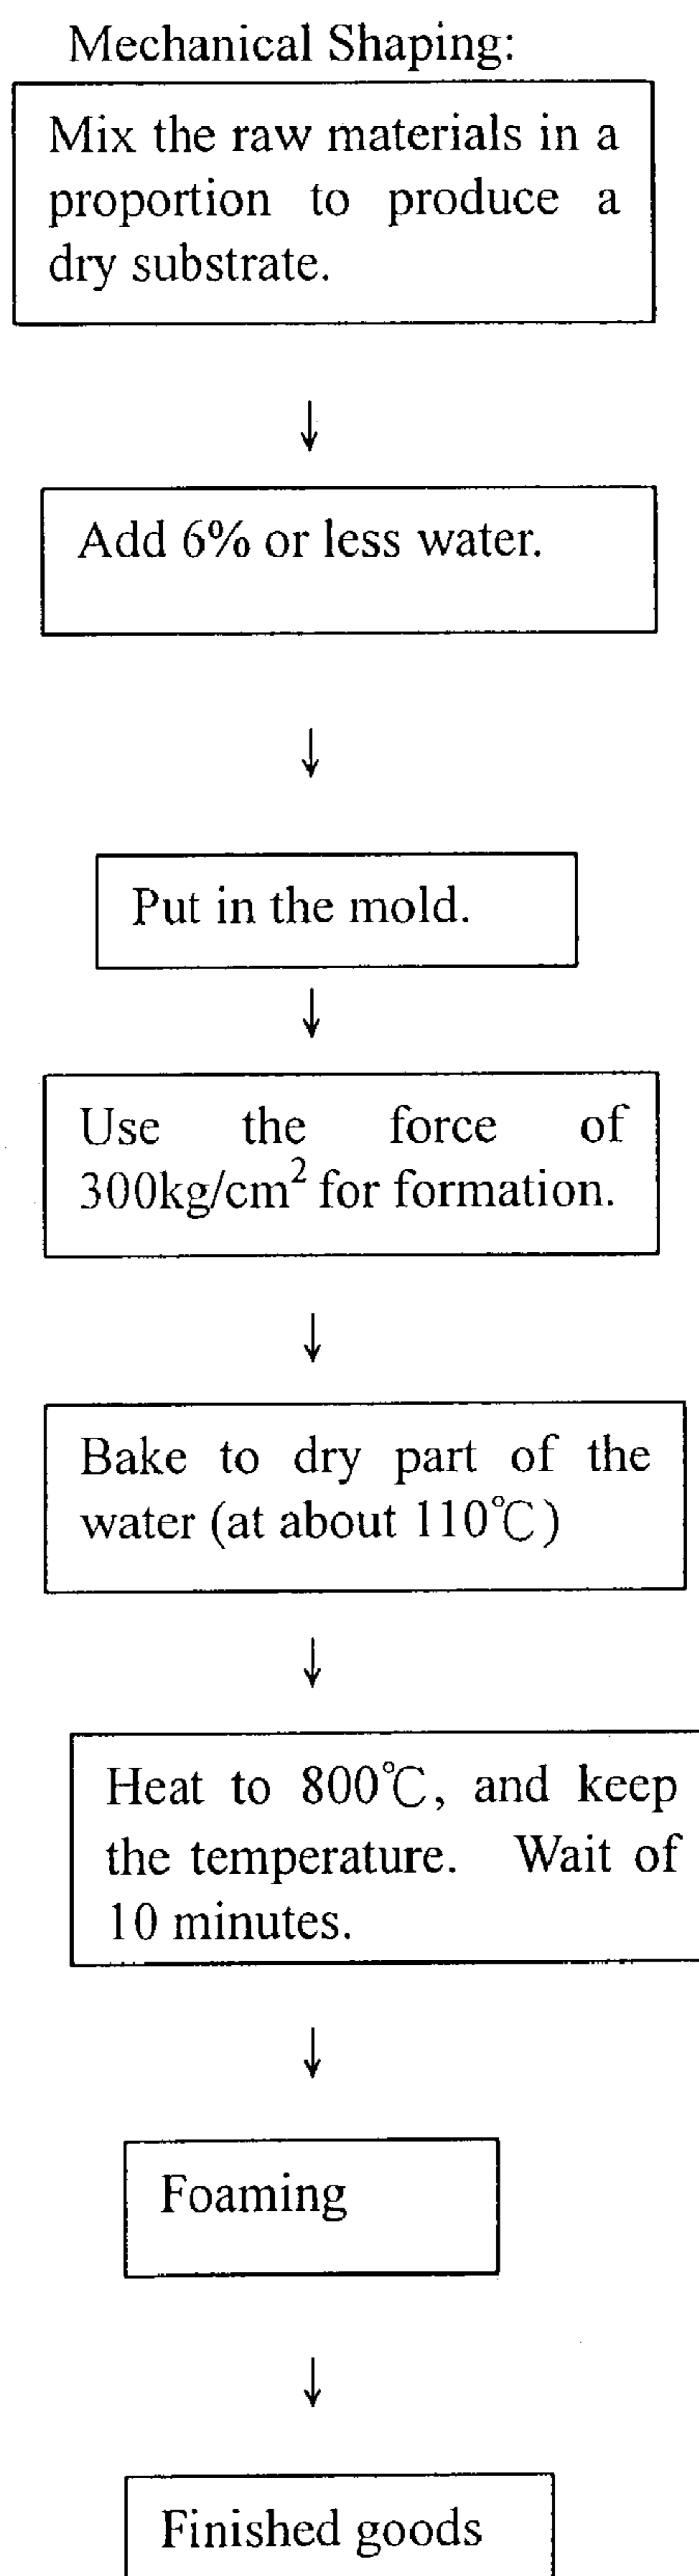 Mechanical Shaping:
Mix the raw materials in a
proportion to produce a
dry substrate.
↓
Add 6% or less water.
↓
Put in the mold.
↓
Use the force of
300kg/cm² for formation.
↓
Bake to dry part of the
water (at about 110℃)
↓
Heat to 800℃, and keep
the temperature. Wait of
10 minutes.
↓
Foaming
↓
Finished goods